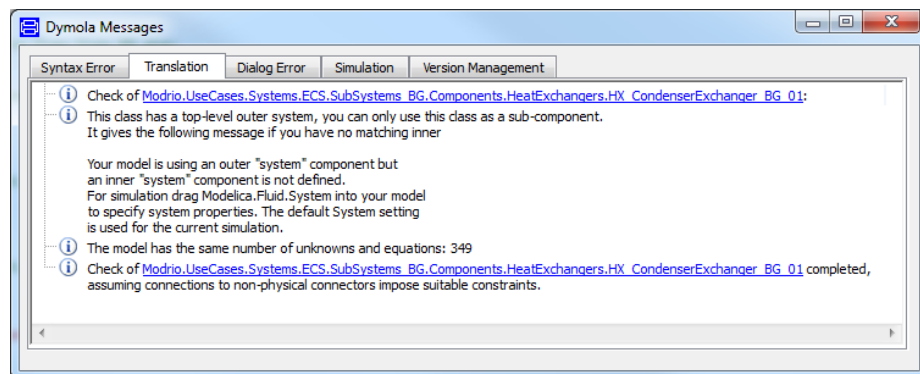 Dymola Messages
Syntax Error Translation Dialog Error Simulation Version Management
Check of Modrio.UseCases.Systems.ECS.SubSystems_BG.Components.HeatExchangers.HX_CondenserExchanger_BG_01:
This class has a top-level outer system, you can only use this class as a sub-component.
It gives the following message if you have no matching inner
Your model is using an outer "system" component but
an inner "system" component is not defined.
For simulation drag Modelica.Fluid.System into your model
to specify system properties. The default System setting
is used for the current simulation.
The model has the same number of unknowns and equations: 349
Check of Modrio.UseCases.Systems.ECS.SubSystems_BG.Components.HeatExchangers.HX_CondenserExchanger_BG_01 completed,
assuming connections to non-physical connectors impose suitable constraints.